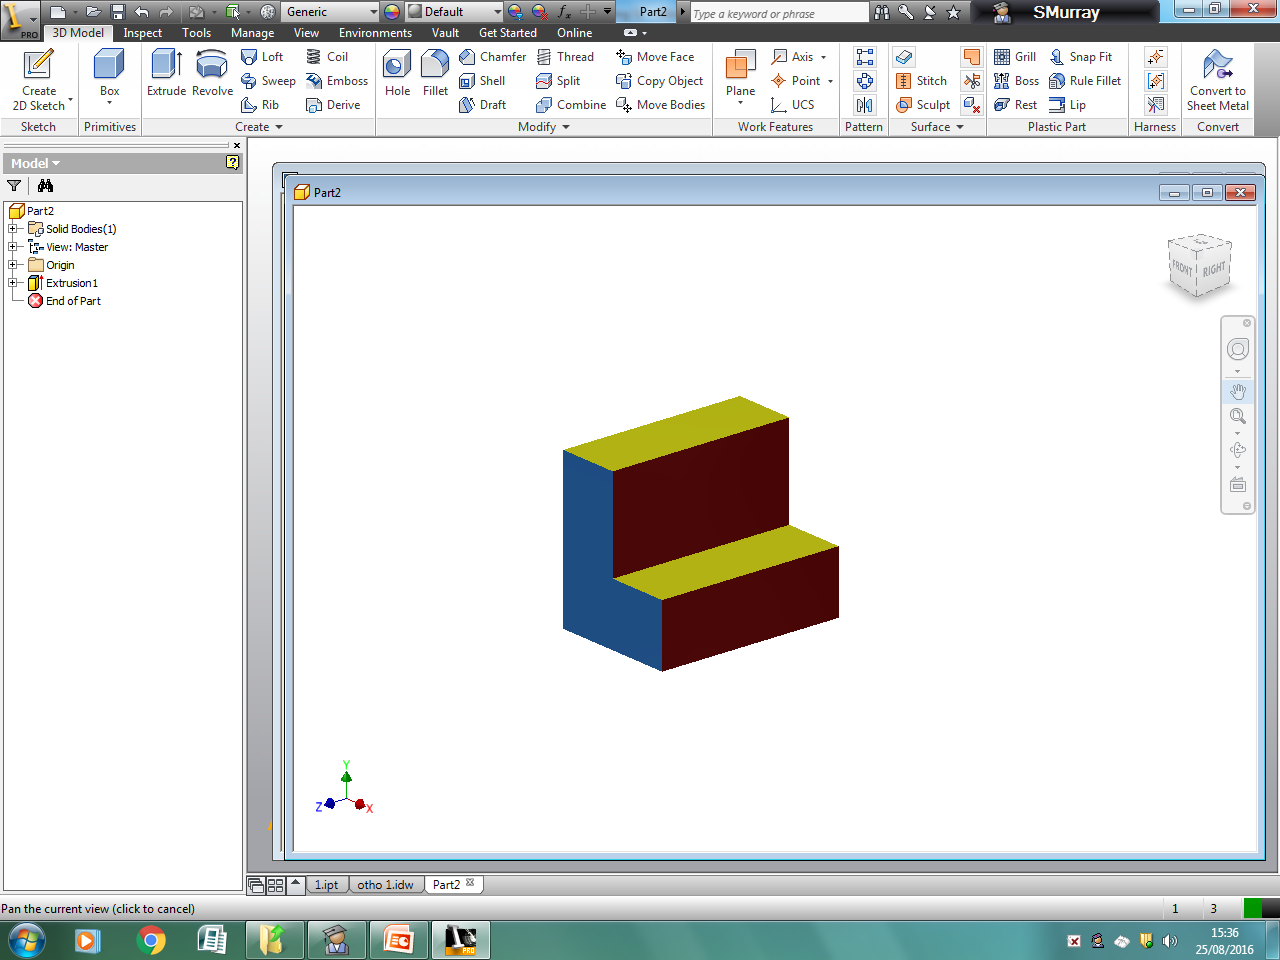 Generic
Default
Part2
Type a keyword or phrase
SMurray
PRO
3D Model Inspect Tools Manage View Environments Vault Get Started Online
Create
2D Sketch
Box
Extrude
Revolve
Loft
Sweep
Rib
Coil
Emboss
Derive
Hole
Fillet
Chamfer
Shell
Draft
Thread
Split
Combine
Move Face
Copy Object
Move Bodies
Plane
Axis
Point
UCS
Stitch
Sculpt
Grill
Boss
Rest
Snap Fit
Rule Fillet
Lip
Convert to
Sheet Metal
Sketch Primitives Create Modify Work Features Pattern Surface Plastic Part Harness Convert
Model
Part2
Solid Bodies(1)
View: Master
Origin
Extrusion1
End of Part
Part2
FRONT RIGHT
Y
Z
X
1.ipt otho 1.idw Part2
Pan the current view (click to cancel) 1 3
PRO
15:36
25/08/2016